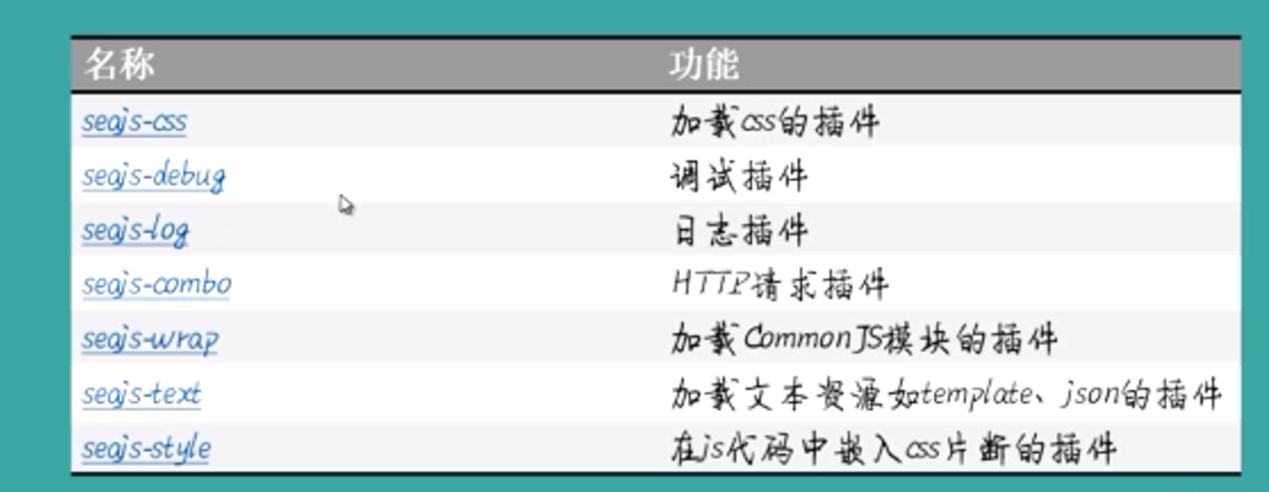 名称 功能
seajs-css 加载css的插件
seajs-debug 调试插件
seajs-log 日志插件
seajs-combo HTTP请求插件
seajs-wrap 加载CommonJS模块的插件
seajs-text 加载文本资源如template、json的插件
seajs-style 在js代码中嵌入css片断的插件